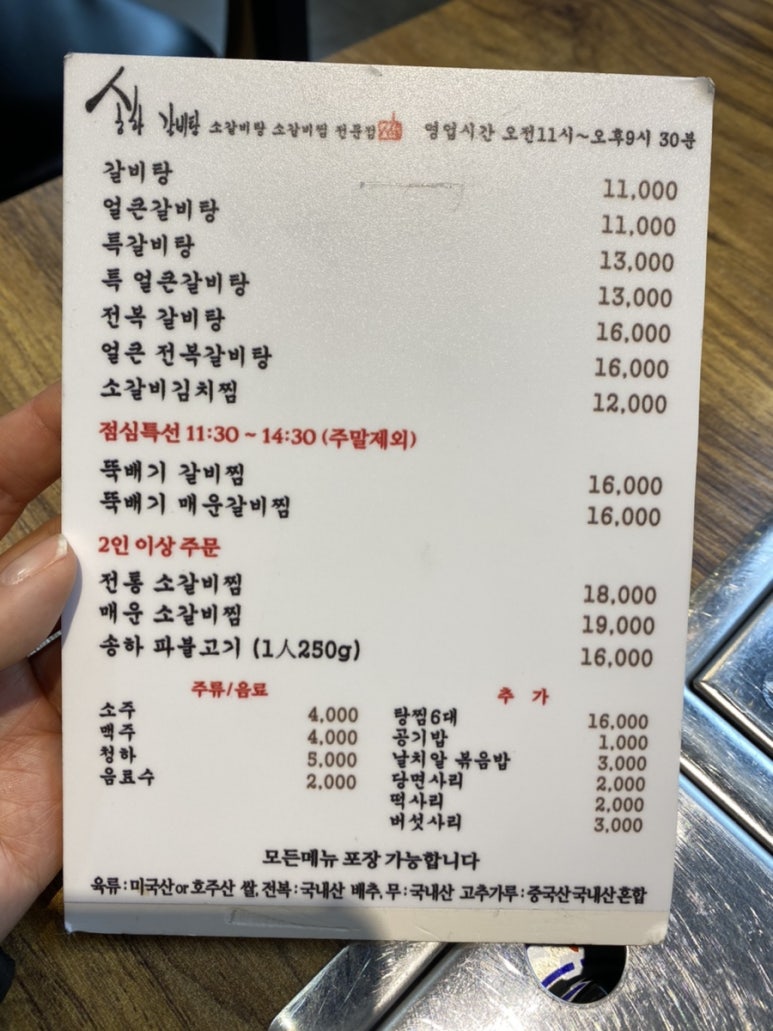 송하 갈비탕 소갈비탕 소갈비찜 전문점 영업시간 오전11시~오후9시 30분
갈비탕 11,000
얼큰갈비탕 11,000
특갈비탕 13,000
특 얼큰갈비탕 13,000
전복 갈비탕 16,000
얼큰 전복갈비탕 16,000
소갈비김치찜 12,000
점심특선 11:30 ~ 14:30 (주말제외)
뚝배기 갈비찜 16,000
뚝배기 매운갈비찜 16,000
2인 이상 주문
전통 소갈비찜 18,000
매운 소갈비찜 19,000
송하 파불고기 (1人250g) 16,000
주류/음료
소주 4,000
맥주 4,000
청하 5,000
음료수 2,000
추 가
탕찜6대 16,000
공기밥 1,000
날치알 볶음밥 3,000
당면사리 2,000
떡사리 2,000
버섯사리 3,000
모든메뉴 포장 가능합니다
육류:미국산or호주산 쌀,전복:국내산 배추,무:국내산 고추가루:중국산국내산혼합